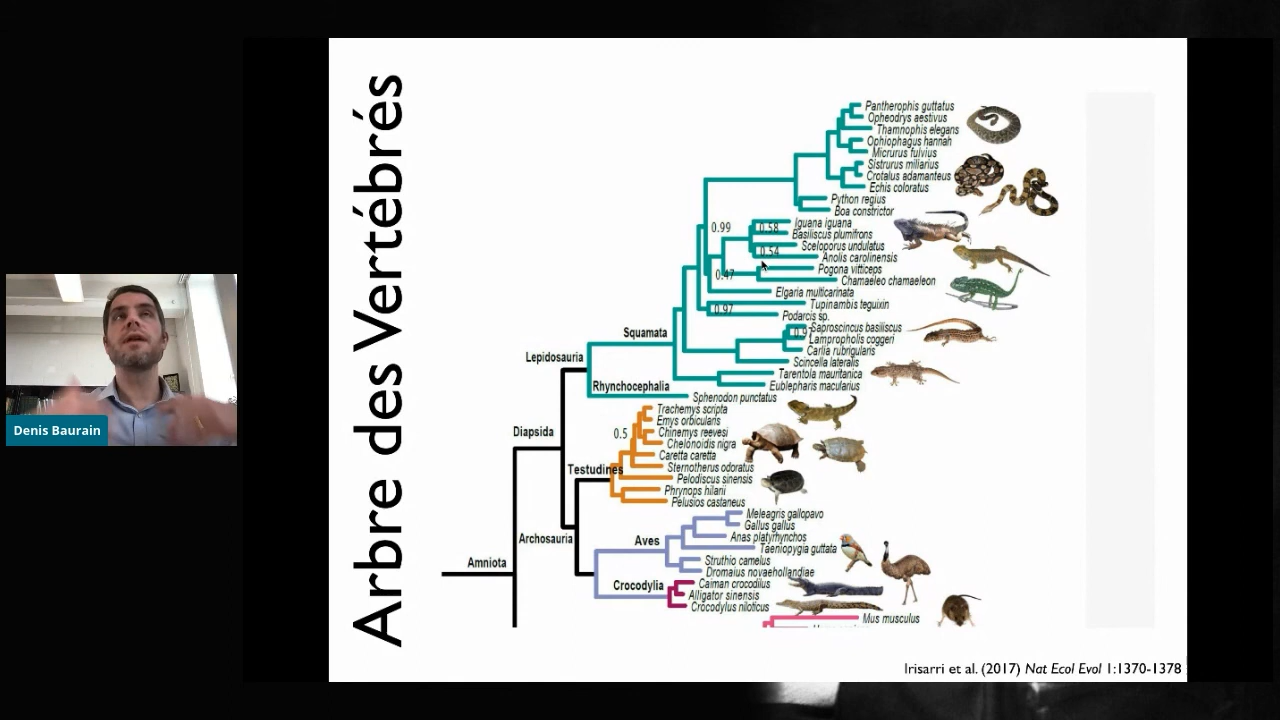 Arbre des Vertébrés
Pantherophis guttatus
Opheodrys aestivus
Thamnophis elegans
Ophiophagus hannah
Micrurus fulvius
Sistrurus miliarius
Crotalus adamanteus
Echis coloratus
Python regius
Boa constrictor
0.99
Iguana iguana
0.58
Basiliscus plumifrons
Sceloporus undulatus
0.54
Anolis carolinensis
Pogona vitticeps
0.47
Chamaeleo chamaeleon
Elgaria multicarinata
Tupinambis teguixin
0.97
Podarcis sp.
Saproscincus basiliscus
Squamata
Lampropholis coggeri
Carlia rubrigularis
Lepidosauria
Scincella lateralis
Tarentola mauritanica
Rhynchocephalia
Eublepharis macularius
Sphenodon punctatus
Trachemys scripta
Emys orbicularis
Diapsida
0.5
Chinemys reevesi
Chelonoidis nigra
Denis Baurain
Caretta caretta
Testudines
Sternotherus odoratus
Pelodiscus sinensis
Phrynops hilarii
Pelusios castaneus
Meleagris gallopavo
Gallus gallus
Archosauria
Aves
Anas platyrhynchos
Taeniopygia guttata
Amniota
Struthio camelus
Dromaius novaehollandiae
Crocodylia
Caiman crocodilus
Alligator sinensis
Crocodylus niloticus
Mus musculus
Irisarri et al. (2017) Nat Ecol Evol 1:1370-1378